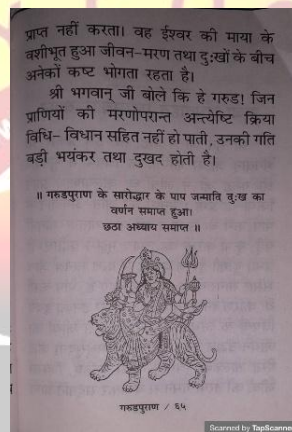 प्राप्त नहीं करता। वह ईश्वर की माया के
वशीभूत हुआ जीवन-मरण तथा दुःखों के बीच
अनेकों कष्ट भोगता रहता है।
श्री भगवान् जी बोले कि हे गरुड! जिन
प्राणियों की मरणोपरान्त अन्त्येष्टि क्रिया
विधि- विधान सहित नहीं हो पाती, उनकी गति
बड़ी भयंकर तथा दुखद होती है।
॥ गरुडपुराण के सारोद्धार के पाप जन्मादि दुःख का
वर्णन समाप्त हुआ।
छठा अध्याय समाप्त ॥
गरुडपुराण / ६५
Scanned by TapScanner